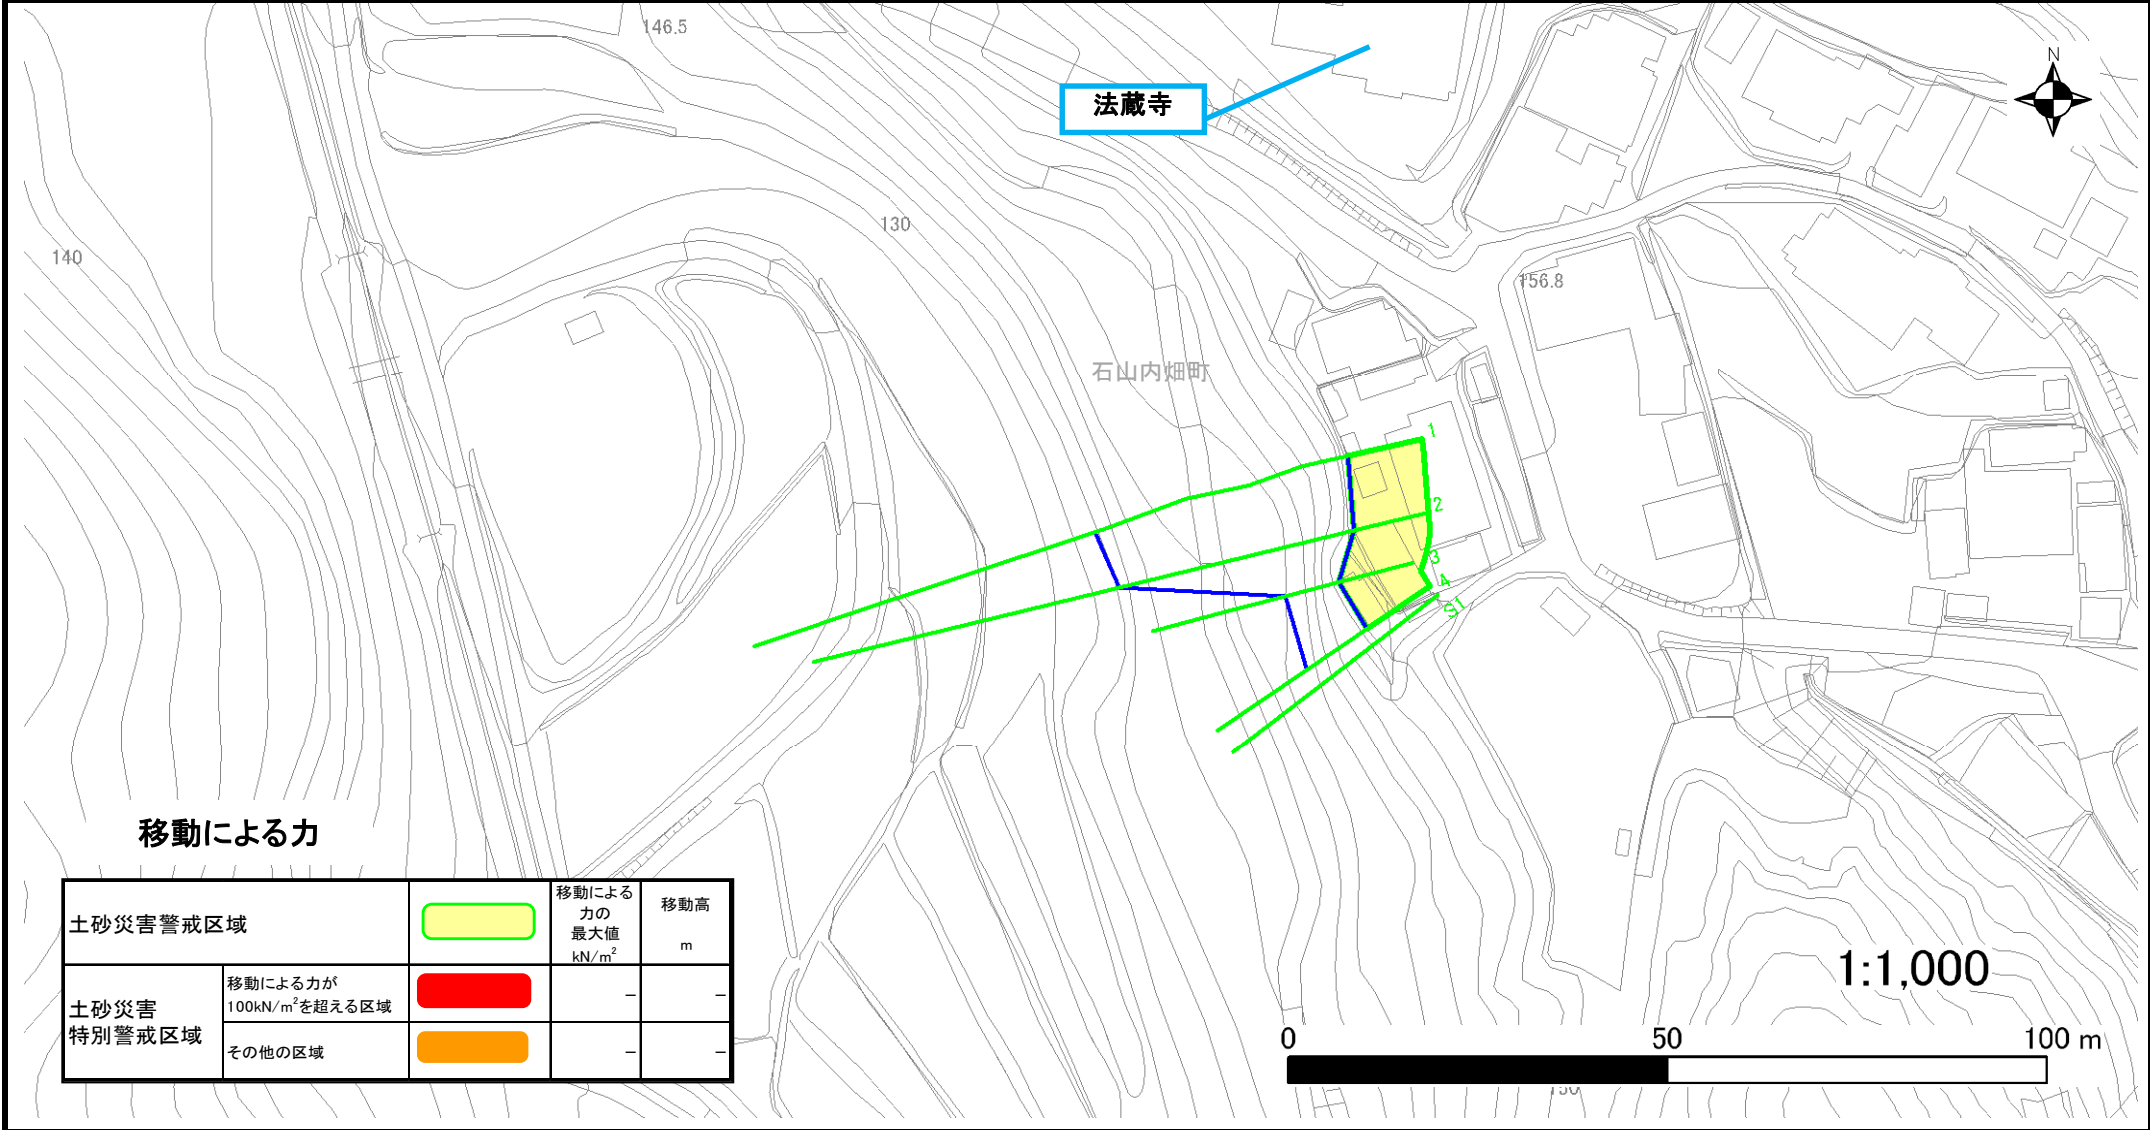 146.5
法蔵寺
N
130
140
156.8
石山内畑町
1
2
3
4
S1
移動による力
土砂災害警戒区域
移動による
力の
最大値
kN/m²
移動高
m
土砂災害
特別警戒区域
移動による力が
100kN/m²を超える区域
－
－
その他の区域
－
－
1:1,000
0
50
100 m
150